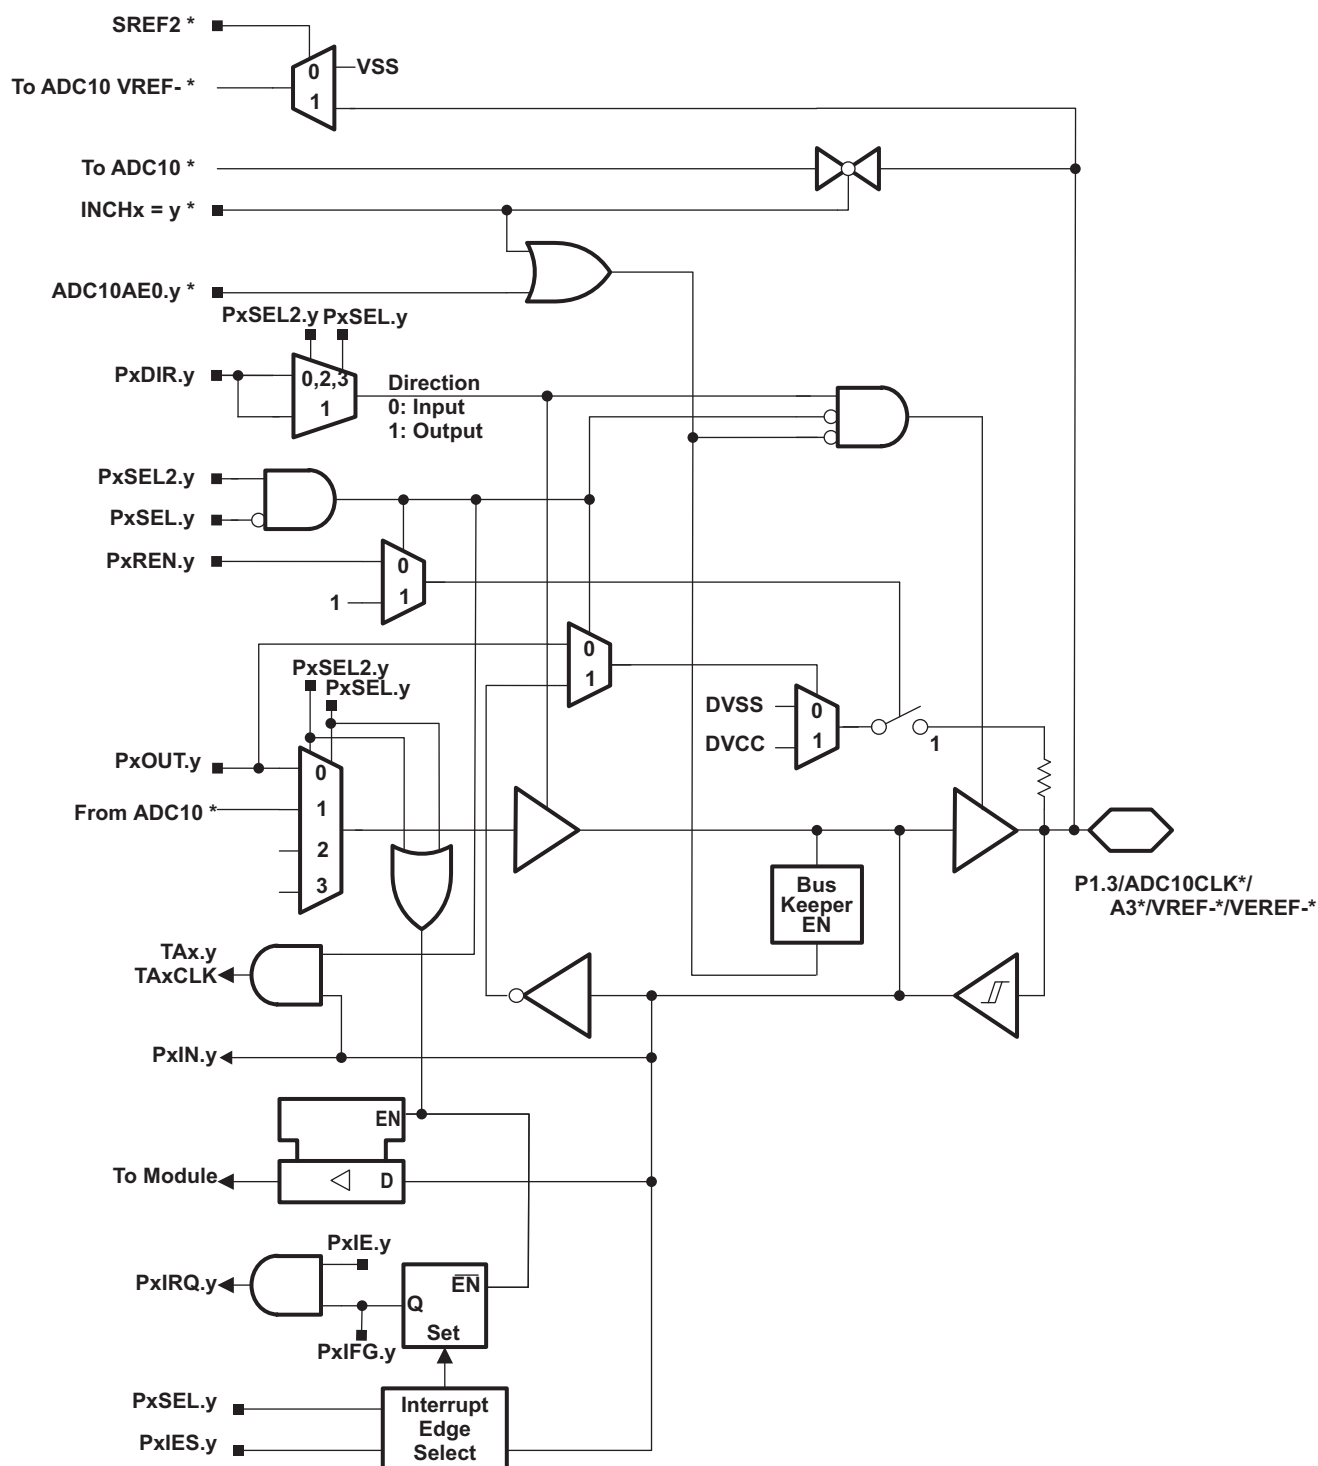 SREF2 *
0
VSS
To ADC10 VREF- *
1
To ADC10 *
INCHx = y *
ADC10AE0.y *
PxSEL2.y PxSEL.y
PxDIR.y
0,2,3
1
Direction
0: Input
1: Output
PxSEL2.y
PxSEL.y
PxREN.y
0
1
1
0
1
PxSEL2.y
PxSEL.y
DVSS
0
DVCC
1
1
PxOUT.y
0
From ADC10 *
1
2
3
Bus
Keeper
EN
P1.3/ADC10CLK*/
A3*/VREF-*/VEREF-*
TAx.y
TAxCLK
PxIN.y
EN
To Module
D
PxIE.y
PxIRQ.y
EN
Q
Set
PxIFG.y
PxSEL.y
PxIES.y
Interrupt
Edge
Select